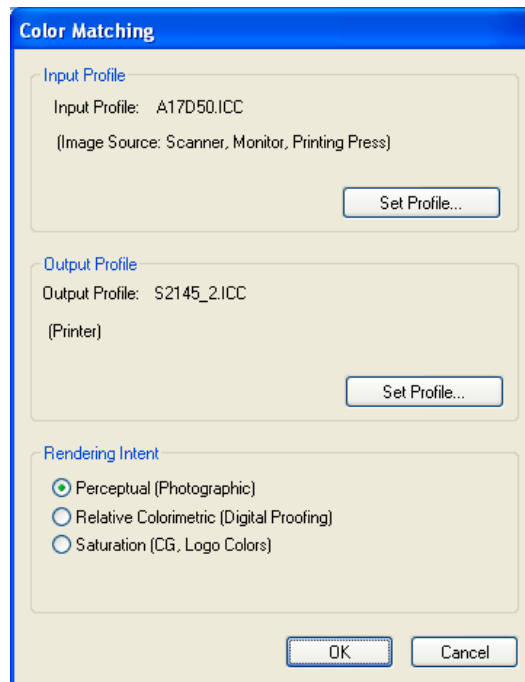 Color Matching
Input Profile
Input Profile: A17D50.ICC
(Image Source: Scanner, Monitor, Printing Press)
Set Profile...
Output Profile
Output Profile: S2145_2.ICC
(Printer)
Set Profile...
Rendering Intent
Perceptual (Photographic)
Relative Colorimetric (Digital Proofing)
Saturation (CG, Logo Colors)
OK Cancel